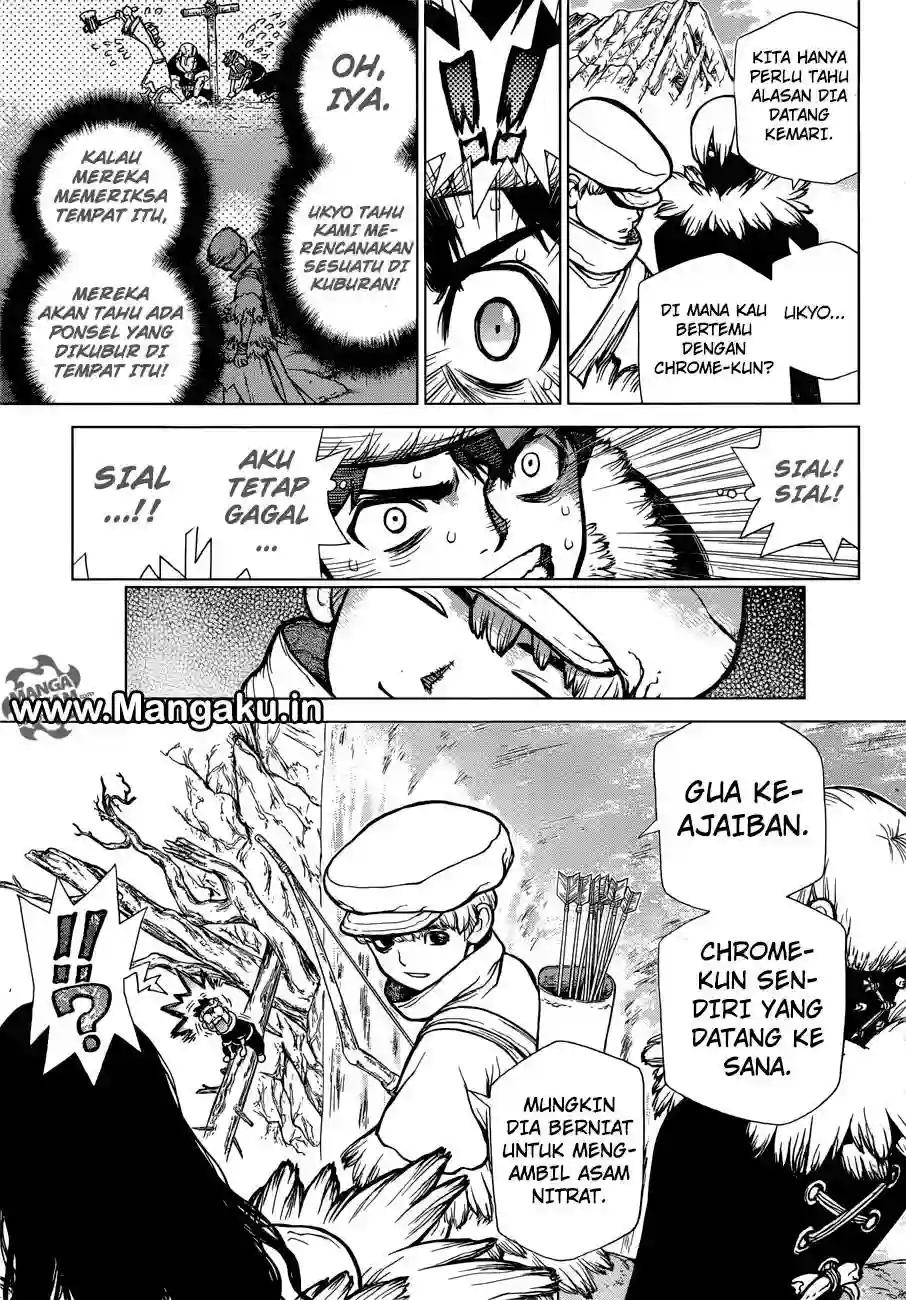 KITA HANYA
PERLU TAHU
ALASAN DIA
DATANG
KEMARI.
UKYO...
DI MANA KAU
BERTEMU
DENGAN
CHROME-KUN?
!!
OH,
IYA.
UKYO TAHU
KAMI ME-
RENCANAKAN
SESUATU DI
KUBURAN!
KALAU
MEREKA
MEMERIKSA
TEMPAT ITU,
MEREKA
AKAN TAHU ADA
PONSEL YANG
DIKUBUR DI
TEMPAT ITU!
SIAL!
SIAL!
AKU
TETAP
GAGAL
...
SIAL
...!!
MANGA
www.Mangaku.in
GUA KE-
AJAIBAN.
CHROME-
KUN SEN-
DIRI YANG
DATANG KE
SANA.
MUNGKIN
DIA BERNIAT
UNTUK MENG-
AMBIL ASAM
NITRAT.
!!?